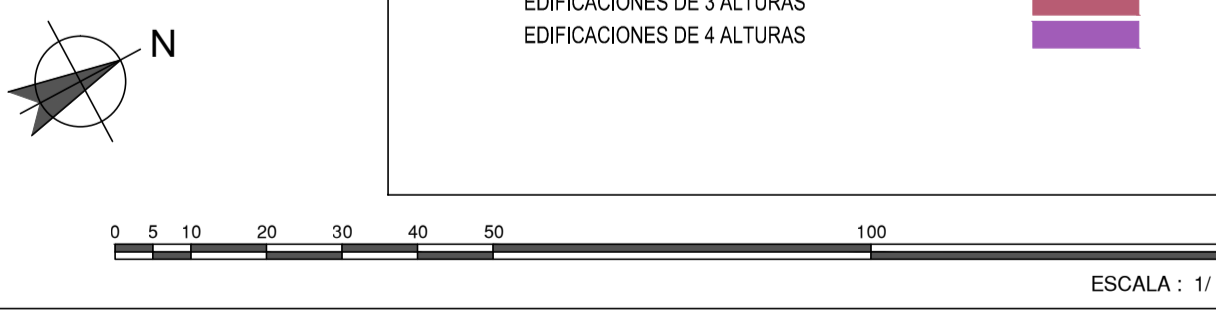 EDIFICACIONES DE 3 ALTURAS
EDIFICACIONES DE 4 ALTURAS
N
0 5 10 20 30 40 50 100
ESCALA : 1/